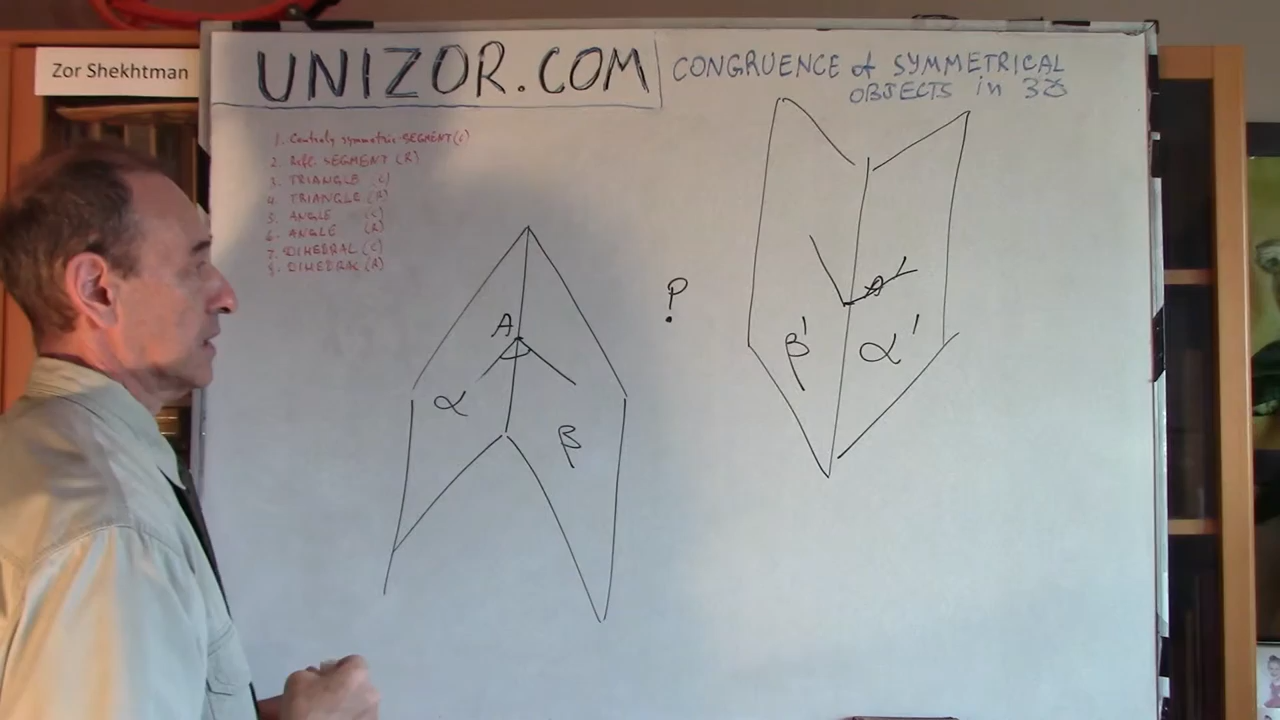 Zor Shekhtman
UNIZOR.COM
CONGRUENCE of SYMMETRICAL
OBJECTS in 3D
1. Centraly symmetric SEGMENT (C)
2. Refl. SEGMENT (R)
3. TRIANGLE (C)
4. TRIANGLE (R)
5. ANGLE (C)
6. ANGLE (R)
7. DIHEDRAL (C)
8. DIHEDRAL (R)
P
A
A'
β'
α'
α
β